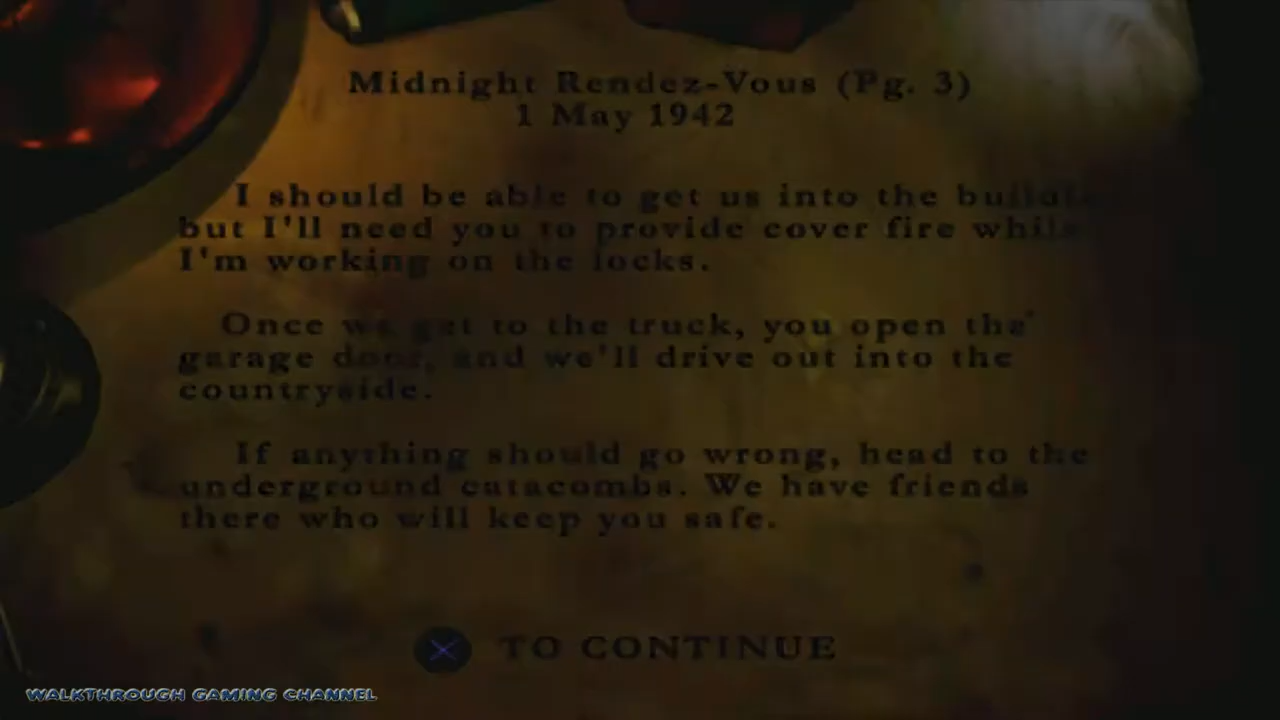 Midnight Rendez-Vous (Pg. 3)
1 May 1942
I should be able to get us into the
but I'll need you to provide cover fire while
I'm working on the locks.
Once we get to the truck, you open the
garage door, and we'll drive out into the
countryside.
If anything should go wrong, head to the
underground catacombs. We have friends
there who will keep you safe.
TO CONTINUE
WALKTHROUGH GAMING CHANNEL